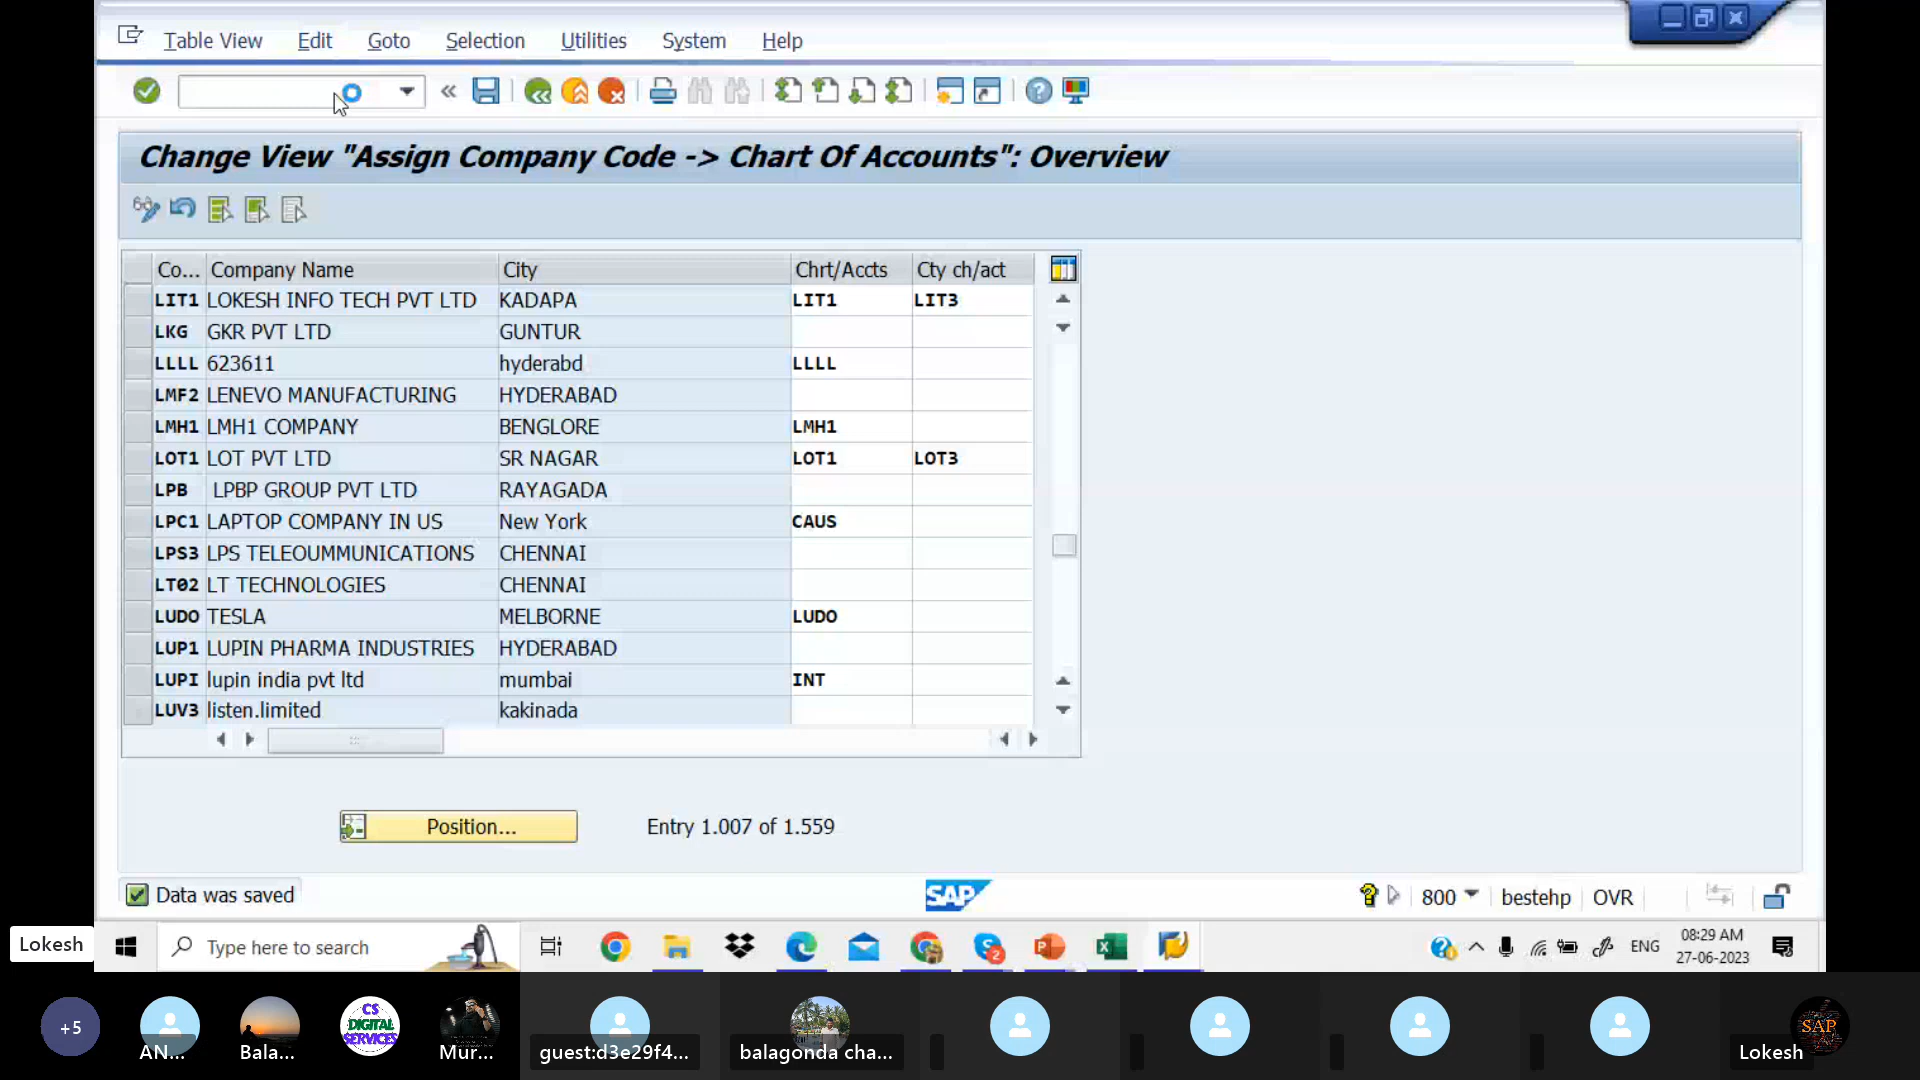 Table View Edit Goto Selection Utilities System Help
Change View "Assign Company Code -> Chart Of Accounts": Overview
Co... Company Name City Chrt/Accts Cty ch/act
LIT1 LOKESH INFO TECH PVT LTD KADAPA LIT1 LIT3
LKG GKR PVT LTD GUNTUR
LLLL 623611 hyderabd LLLL
LMF2 LENEVO MANUFACTURING HYDERABAD
LMH1 LMH1 COMPANY BENGLORE LMH1
LOT1 LOT PVT LTD SR NAGAR LOT1 LOT3
LPB LPBP GROUP PVT LTD RAYAGADA
LPC1 LAPTOP COMPANY IN US New York CAUS
LPS3 LPS TELEOUMMUNICATIONS CHENNAI
LT02 LT TECHNOLOGIES CHENNAI
LUDO TESLA MELBORNE LUDO
LUP1 LUPIN PHARMA INDUSTRIES HYDERABAD
LUPI lupin india pvt ltd mumbai INT
LUV3 listen.limited kakinada
Position... Entry 1.007 of 1.559
Data was saved SAP 800 bestehp OVR
Lokesh Type here to search ENG 08:29 AM
27-06-2023
+5 CS DIGITAL SERVICES SAP
AN... Bala... Mur... guest:d3e29f4... balagonda cha... Lokesh